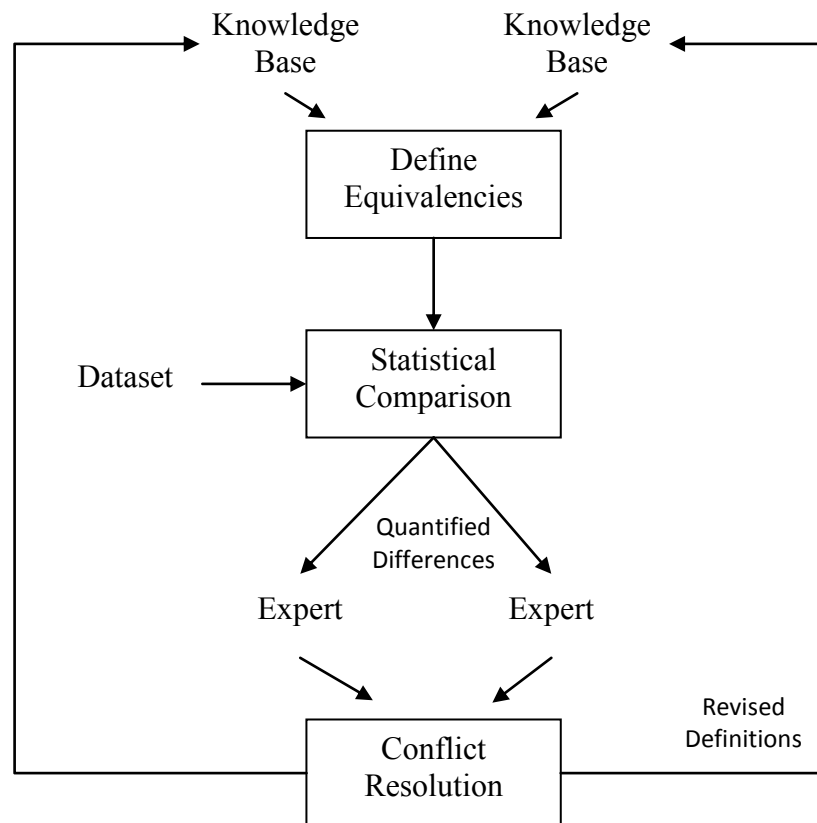 Knowledge
Base
Knowledge
Base
Define
Equivalencies
Statistical
Comparison
Dataset
Quantified
Differences
Expert
Expert
Conflict
Resolution
Revised
Definitions